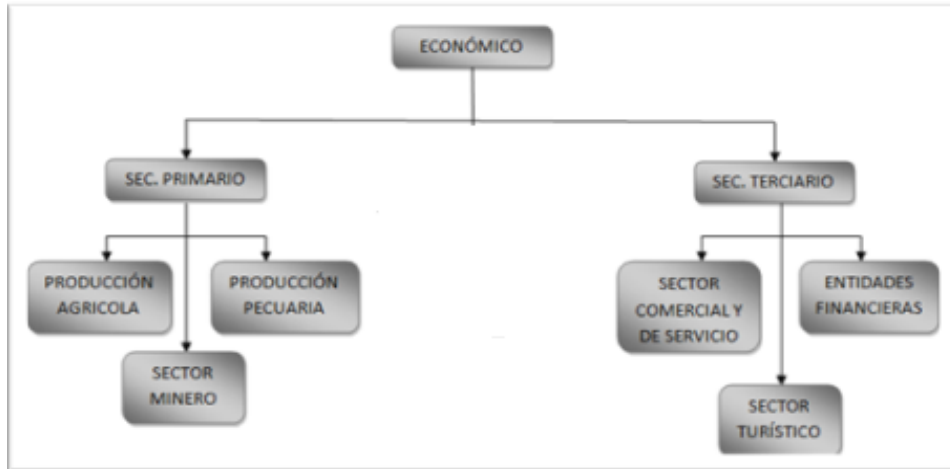 ECONÓMICO
SEC. PRIMARIO
SEC. TERCIARIO
PRODUCCIÓN
AGRICOLA
PRODUCCIÓN
PECUARIA
SECTOR
MINERO
SECTOR
COMERCIAL Y
DE SERVICIO
ENTIDADES
FINANCIERAS
SECTOR
TURÍSTICO